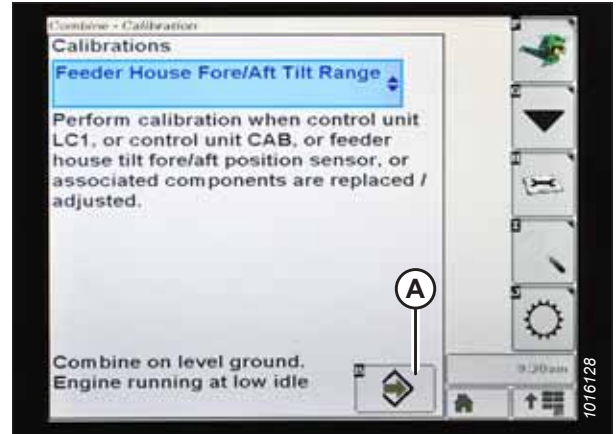 Combine - Calibration
Calibrations
Feeder House Fore/Aft Tilt Range
Perform calibration when control unit
LC1, or control unit CAB, or feeder
house tilt fore/aft position sensor, or
associated components are replaced /
adjusted.
A
Combine on level ground.
Engine running at low idle
9:30am
1016128